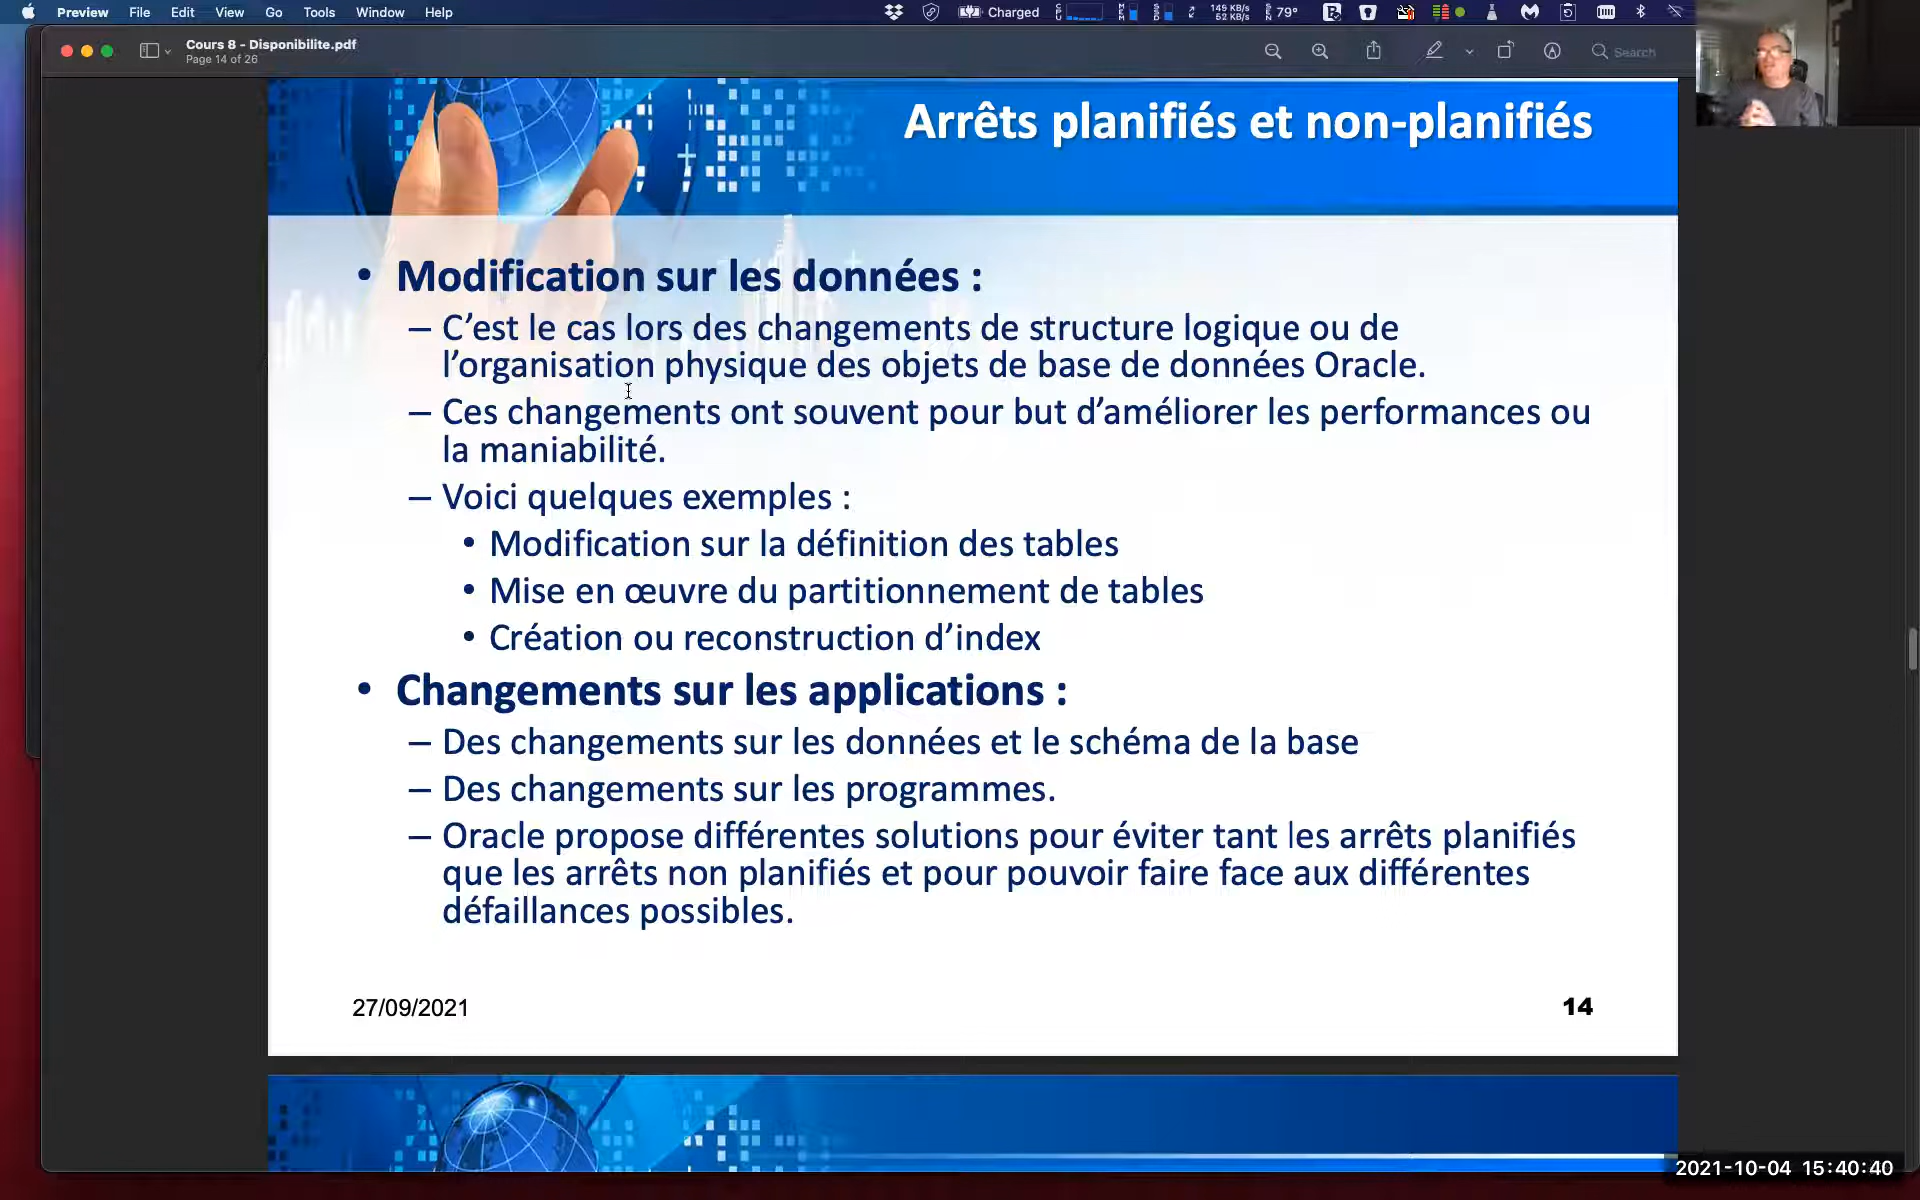 Preview File Edit View Go Tools Window Help
Charged
149 KB/s
52 KB/s
79°
Cours 8 - Disponibilite.pdf
Page 14 of 26
Search
Arrêts planifiés et non-planifiés
• Modification sur les données :
– C’est le cas lors des changements de structure logique ou de
l’organisation physique des objets de base de données Oracle.
– Ces changements ont souvent pour but d’améliorer les performances ou
la maniabilité.
– Voici quelques exemples :
• Modification sur la définition des tables
• Mise en œuvre du partitionnement de tables
• Création ou reconstruction d’index
• Changements sur les applications :
– Des changements sur les données et le schéma de la base
– Des changements sur les programmes.
– Oracle propose différentes solutions pour éviter tant les arrêts planifiés
que les arrêts non planifiés et pour pouvoir faire face aux différentes
défaillances possibles.
27/09/2021
14
2021-10-04 15:40:40